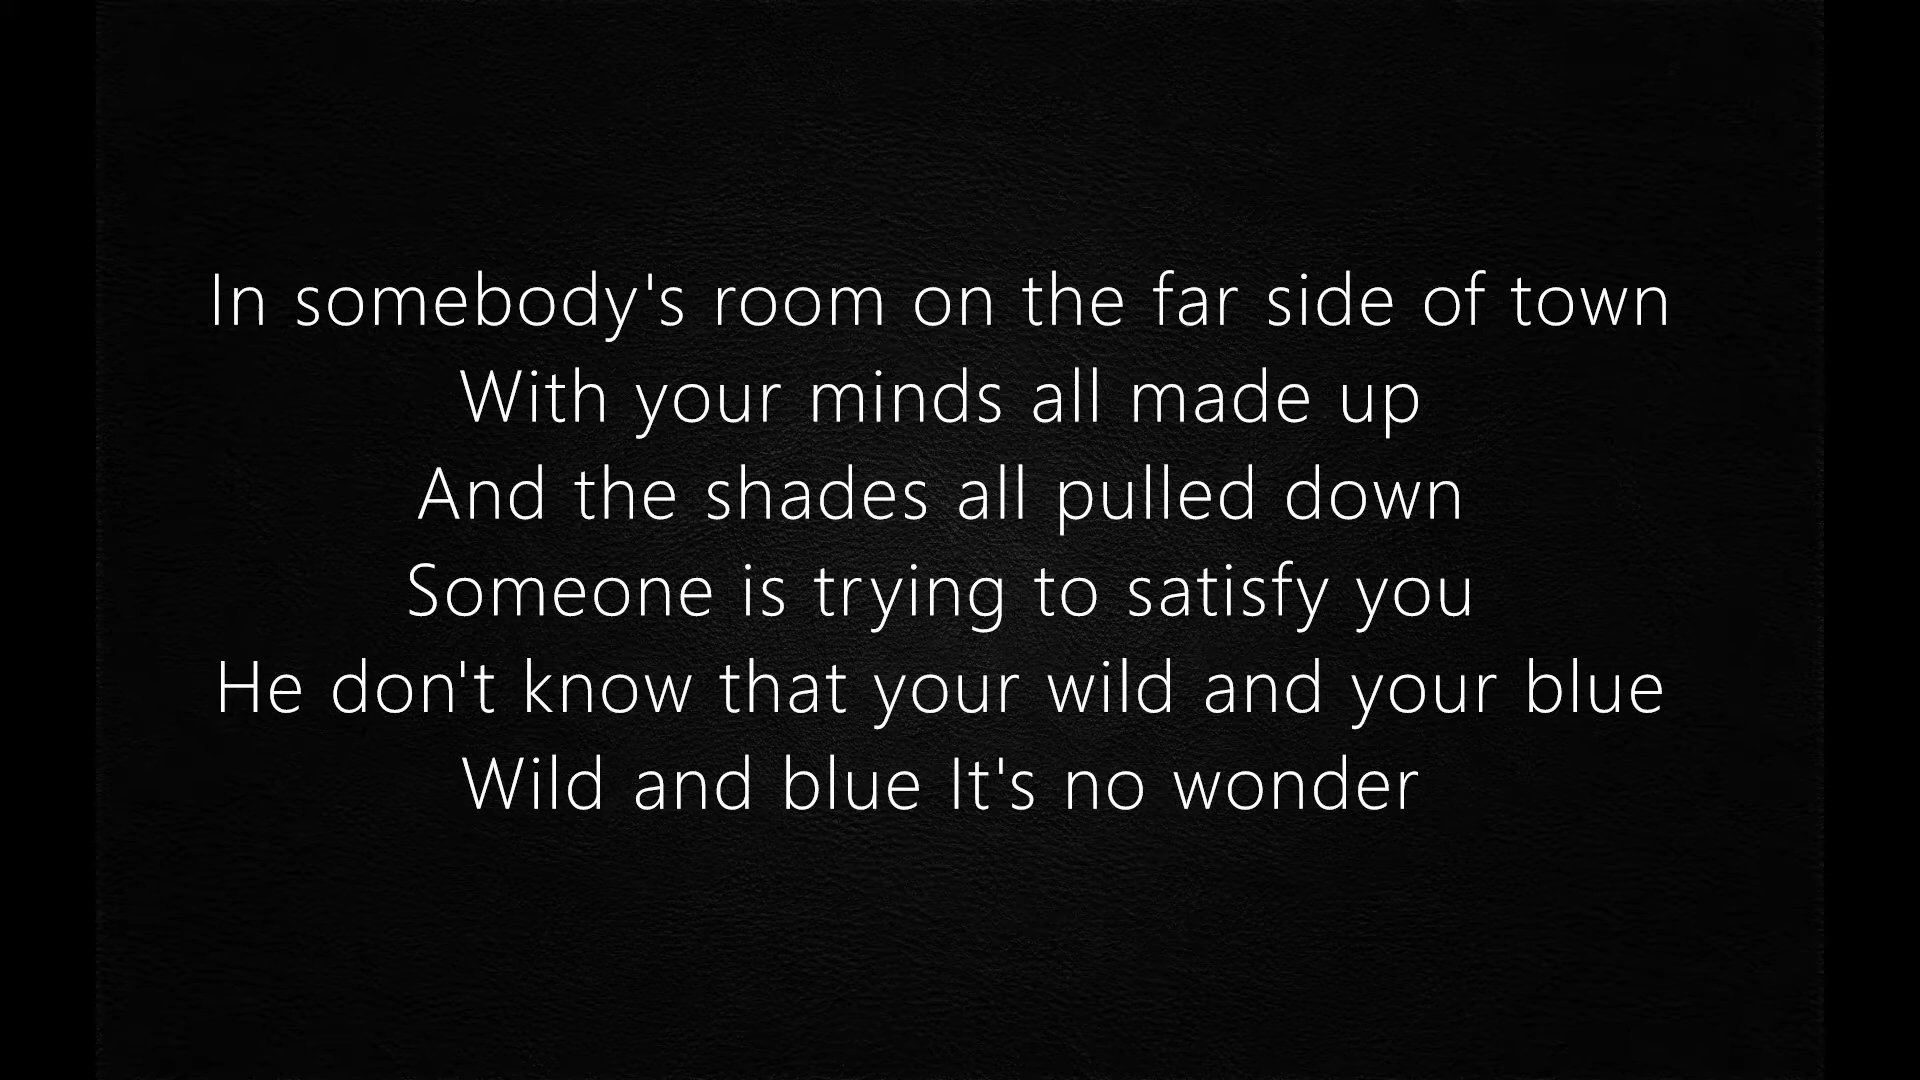 In somebody's room on the far side of town
With your minds all made up
And the shades all pulled down
Someone is trying to satisfy you
He don't know that your wild and your blue
Wild and blue It's no wonder